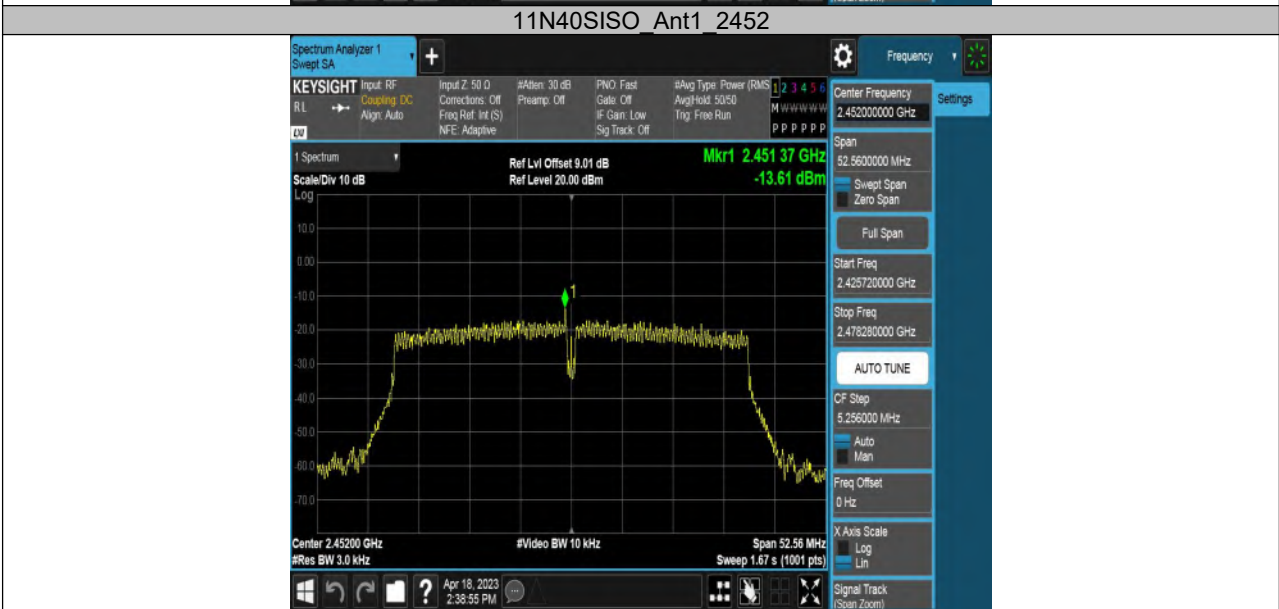 11N40SISO_Ant1_2452
Spectrum Analyzer 1
Swept SA
+
Frequency
KEYSIGHT
RL
LXI
Input: RF
Coupling: DC
Align: Auto
Input Z: 50 Ω
Corrections: Off
Freq Ref: Int (S)
NFE: Adaptive
#Atten: 30 dB
Preamp: Off
PNO: Fast
Gate: Off
IF Gain: Low
Sig Track: Off
#Avg Type: Power (RMS
Avg|Hold: 50/50
Trig: Free Run
1 2 3 4 5 6
M W W W W W
P P P P P P
Settings
Center Frequency
2.452000000 GHz
Span
52.5600000 MHz
Swept Span
Zero Span
Full Span
Start Freq
2.425720000 GHz
Stop Freq
2.478280000 GHz
AUTO TUNE
CF Step
5.256000 MHz
Auto
Man
Freq Offset
0 Hz
X Axis Scale
Log
Lin
Signal Track
(Span Zoom)
1 Spectrum
Scale/Div 10 dB
Log
Ref Lvl Offset 9.01 dB
Ref Level 20.00 dBm
Mkr1 2.451 37 GHz
-13.61 dBm
10.0
0.00
-10.0
-20.0
-30.0
-40.0
-50.0
-60.0
-70.0
1
Center 2.45200 GHz
#Res BW 3.0 kHz
#Video BW 10 kHz
Span 52.56 MHz
Sweep 1.67 s (1001 pts)
?
Apr 18, 2023
2:38:55 PM